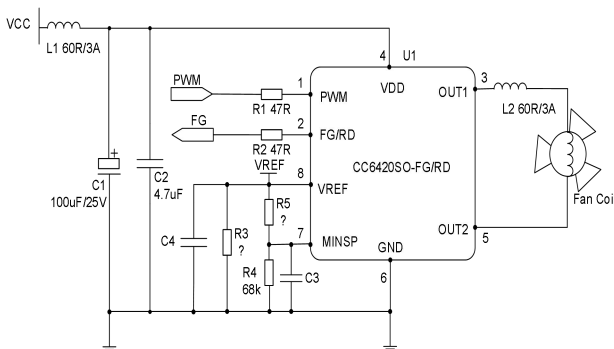 VCC
L1 60R/3A
4
U1
PWM
1
PWM
VDD
OUT1
3
R1 47R
L2 60R/3A
FG
2
FG/RD
R2 47R
VREF
CC6420SO-FG/RD
8
VREF
C1
100uF/25V
+
C2
4.7uF
Fan Coi
R5
?
C4
R3
?
7
MINSP
GND
OUT2
5
R4
68k
C3
6